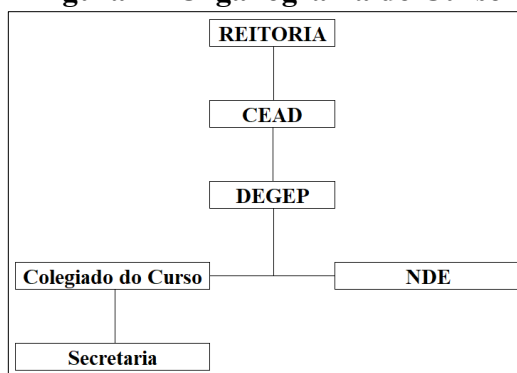 REITORIA
CEAD
DEGEP
Colegiado do Curso
NDE
Secretaria